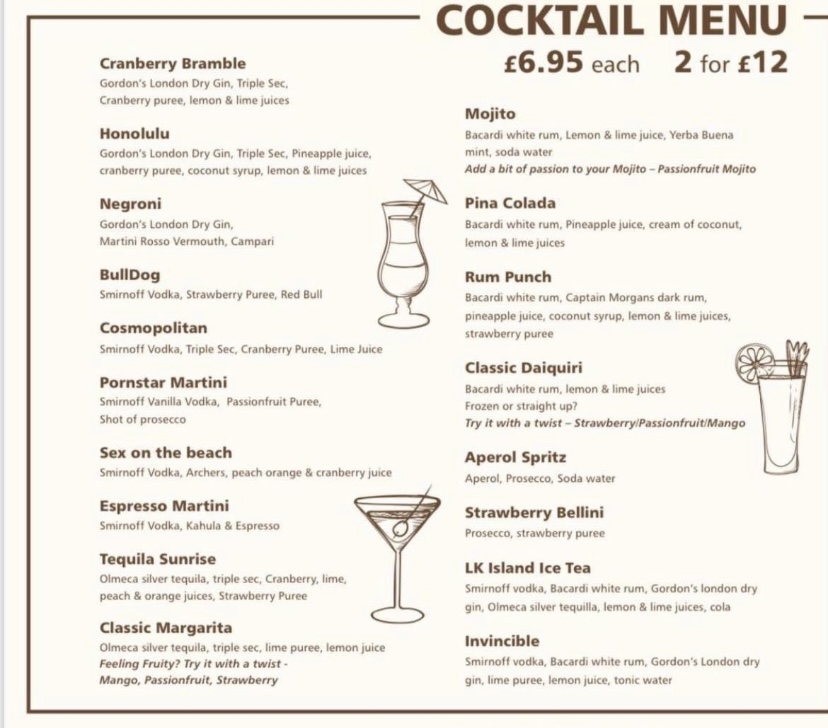 COCKTAIL MENU
£6.95 each 2 for £12
Cranberry Bramble
Gordon's London Dry Gin, Triple Sec,
Cranberry puree, lemon & lime juices
Honolulu
Gordon's London Dry Gin, Triple Sec, Pineapple juice,
cranberry puree, coconut syrup, lemon & lime juices
Negroni
Gordon's London Dry Gin,
Martini Rosso Vermouth, Campari
BullDog
Smirnoff Vodka, Strawberry Puree, Red Bull
Cosmopolitan
Smirnoff Vodka, Triple Sec, Cranberry Puree, Lime Juice
Pornstar Martini
Smirnoff Vanilla Vodka, Passionfruit Puree,
Shot of prosecco
Sex on the beach
Smirnoff Vodka, Archers, peach orange & cranberry juice
Espresso Martini
Smirnoff Vodka, Kahula & Espresso
Tequila Sunrise
Olmeca silver tequila, triple sec, Cranberry, lime,
peach & orange juices, Strawberry Puree
Classic Margarita
Olmeca silver tequila, triple sec, lime puree, lemon juice
Feeling Fruity? Try it with a twist -
Mango, Passionfruit, Strawberry
Mojito
Bacardi white rum, Lemon & lime juice, Yerba Buena
mint, soda water
Add a bit of passion to your Mojito – Passionfruit Mojito
Pina Colada
Bacardi white rum, Pineapple juice, cream of coconut,
lemon & lime juices
Rum Punch
Bacardi white rum, Captain Morgans dark rum,
pineapple juice, coconut syrup, lemon & lime juices,
strawberry puree
Classic Daiquiri
Bacardi white rum, lemon & lime juices
Frozen or straight up?
Try it with a twist – Strawberry/Passionfruit/Mango
Aperol Spritz
Aperol, Prosecco, Soda water
Strawberry Bellini
Prosecco, strawberry puree
LK Island Ice Tea
Smirnoff vodka, Bacardi white rum, Gordon's london dry
gin, Olmeca silver tequilla, lemon & lime juices, cola
Invincible
Smirnoff vodka, Bacardi white rum, Gordon's London dry
gin, lime puree, lemon juice, tonic water